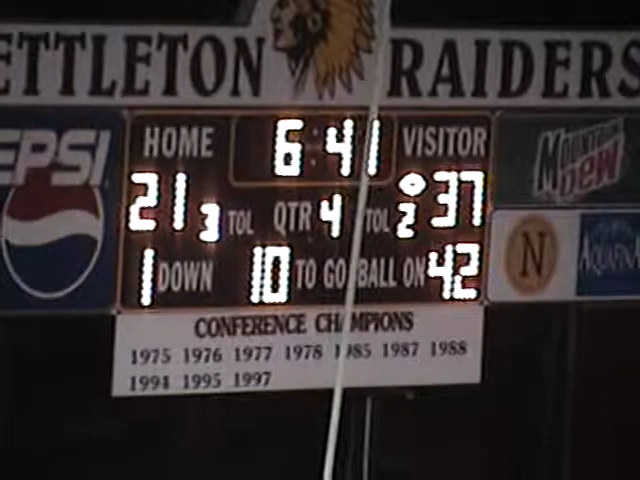 ETTLETON RAIDERS
EPSI
HOME 6:41 VISITOR
MOUNTAIN DEW
21 3 TOL QTR 4 TOL 2 37
N
AQUAFINA
1 DOWN 10 TO GO BALL ON 42
CONFERENCE CHAMPIONS
1975 1976 1977 1978 1985 1987 1988
1994 1995 1997